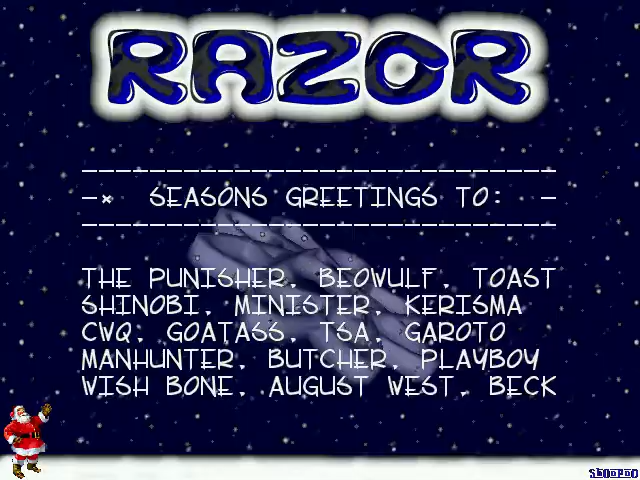 RAZOR
-----------------------------
-* SEASONS GREETINGS TO: -
-----------------------------
THE PUNISHER, BEOWULF, TOAST
SHINOBI, MINISTER, KERISMA
CWQ, GOATASS, TSA, GAROTO
MANHUNTER, BUTCHER, PLAYBOY
WISH BONE, AUGUST WEST, BECK